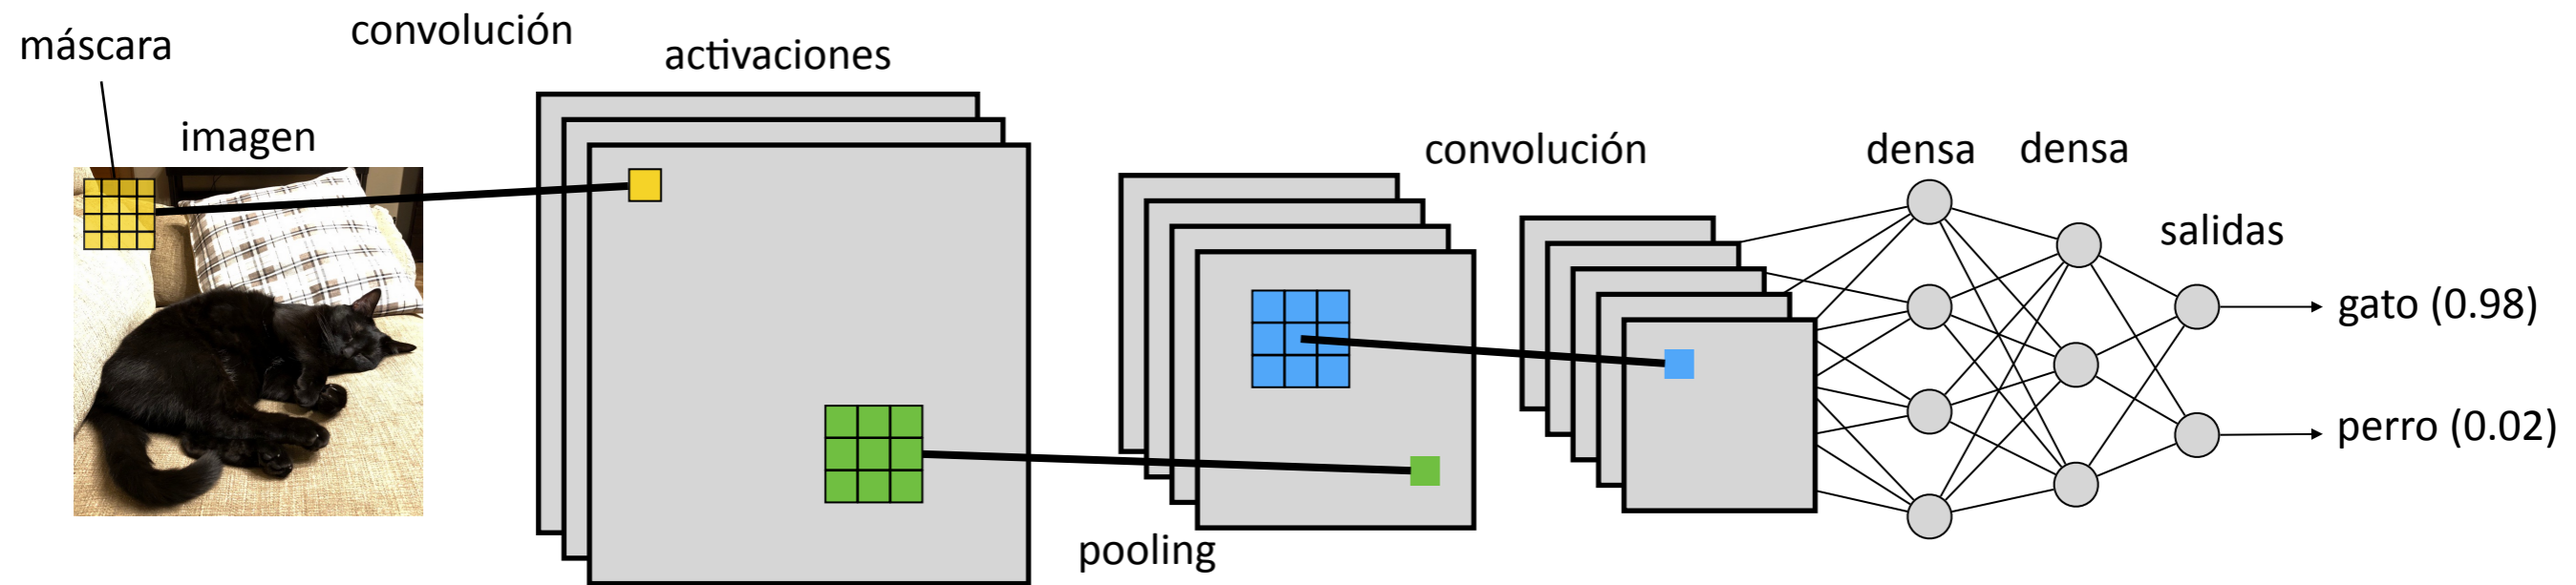 máscara
convolución
activaciones
imagen
convolución
densa
densa
salidas
gato (0.98)
perro (0.02)
pooling